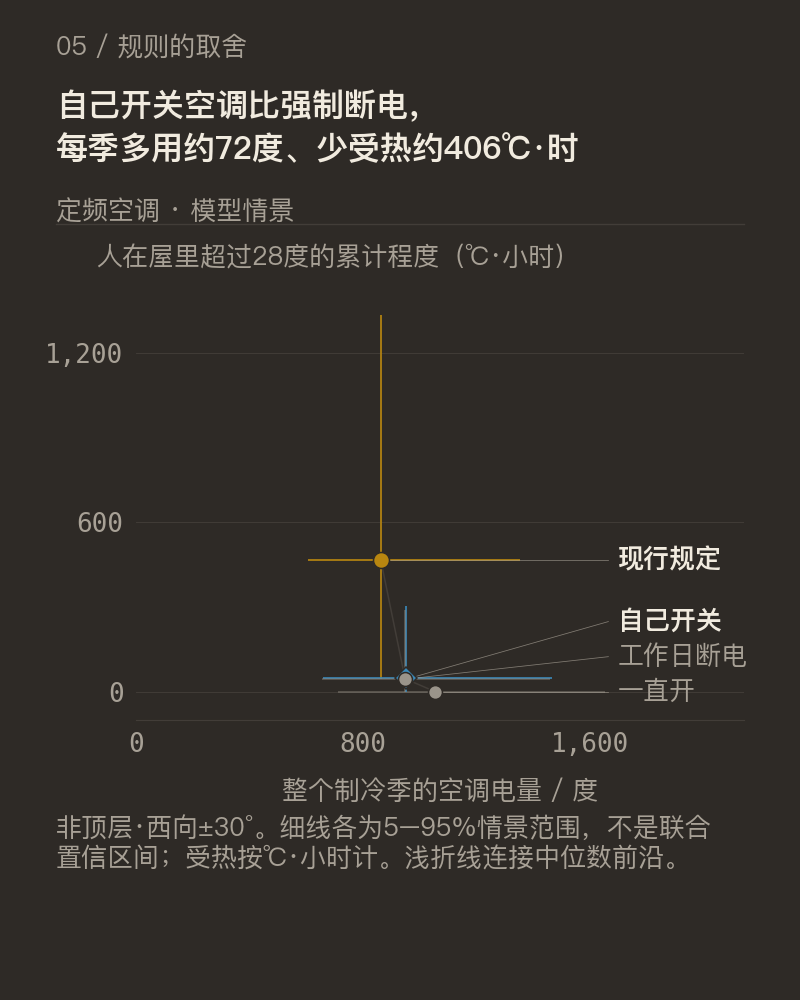 05 / 规则的取舍
自己开关空调比强制断电，
每季多用约72度、少受热约406℃·时
定频空调 · 模型情景
人在屋里超过28度的累计程度（℃·小时）
1,200
600
现行规定
自己开关
工作日断电
一直开
0
0 800 1,600
整个制冷季的空调电量 / 度
非顶层·西向±30°。细线各为5—95%情景范围，不是联合
置信区间；受热按℃·小时计。浅折线连接中位数前沿。